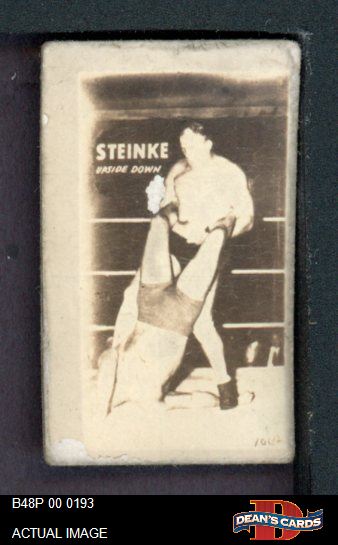 STEINKE
UPSIDE DOWN
B48P 00 0193
ACTUAL IMAGE
D
DEAN'S CARDS